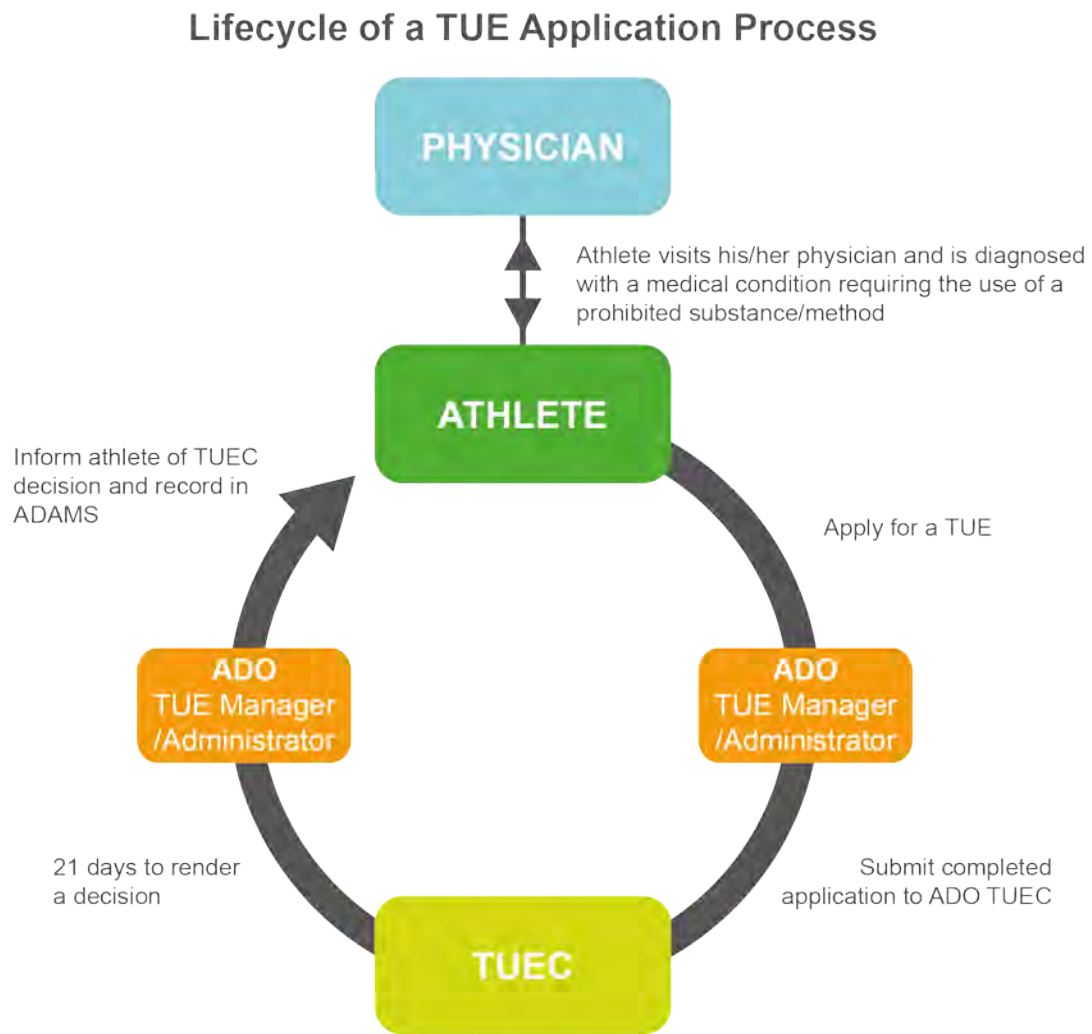 Lifecycle of a TUE Application Process
PHYSICIAN
Athlete visits his/her physician and is diagnosed
with a medical condition requiring the use of a
prohibited substance/method
ATHLETE
Inform athlete of TUEC
decision and record in
ADAMS
Apply for a TUE
ADO
TUE Manager
/Administrator
ADO
TUE Manager
/Administrator
21 days to render
a decision
Submit completed
application to ADO TUEC
TUEC